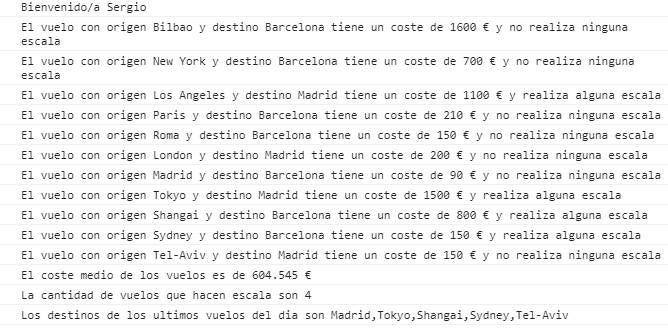 Bienvenido/a Sergio
El vuelo con origen Bilbao y destino Barcelona tiene un coste de 1600 € y no realiza ninguna
escala
El vuelo con origen New York y destino Barcelona tiene un coste de 700 € y no realiza ninguna
escala
El vuelo con origen Los Angeles y destino Madrid tiene un coste de 1100 € y realiza alguna escala
El vuelo con origen Paris y destino Barcelona tiene un coste de 210 € y no realiza ninguna escala
El vuelo con origen Roma y destino Barcelona tiene un coste de 150 € y no realiza ninguna escala
El vuelo con origen London y destino Madrid tiene un coste de 200 € y no realiza ninguna escala
El vuelo con origen Madrid y destino Barcelona tiene un coste de 90 € y no realiza ninguna escala
El vuelo con origen Tokyo y destino Madrid tiene un coste de 1500 € y realiza alguna escala
El vuelo con origen Shangai y destino Barcelona tiene un coste de 800 € y realiza alguna escala
El vuelo con origen Sydney y destino Barcelona tiene un coste de 150 € y realiza alguna escala
El vuelo con origen Tel-Aviv y destino Madrid tiene un coste de 150 € y no realiza ninguna escala
El coste medio de los vuelos es de 604.545 €
La cantidad de vuelos que hacen escala son 4
Los destinos de los ultimos vuelos del dia son Madrid,Tokyo,Shangai,Sydney,Tel-Aviv